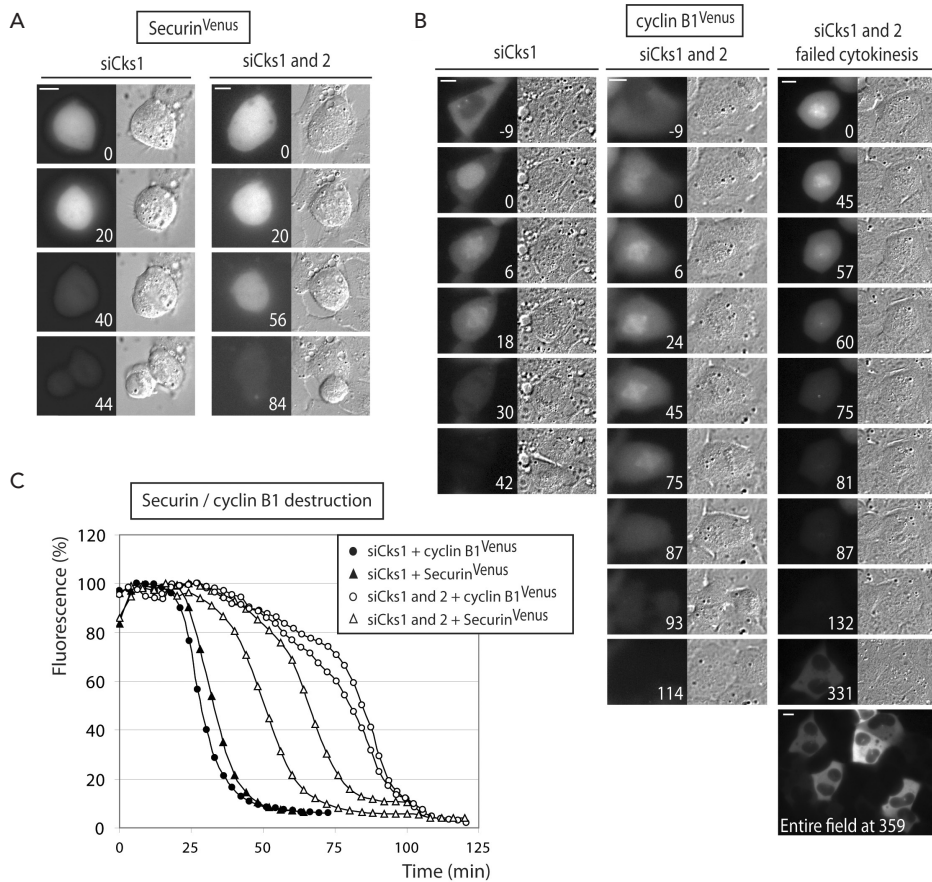 A
Securin Venus
siCks1
siCks1 and 2
0
0
20
20
40
56
44
84
B
cyclin B1 Venus
siCks1
siCks1 and 2
siCks1 and 2
failed cytokinesis
-9
-9
0
0
0
45
6
6
57
18
24
60
30
45
75
42
75
81
87
87
93
132
114
331
Entire field at 359
C
Securin / cyclin B1 destruction
siCks1 + cyclin B1 Venus
siCks1 + Securin Venus
siCks1 and 2 + cyclin B1 Venus
siCks1 and 2 + Securin Venus
Fluorescence (%)
120
100
80
60
40
20
0
0
25
50
75
100
125
Time (min)